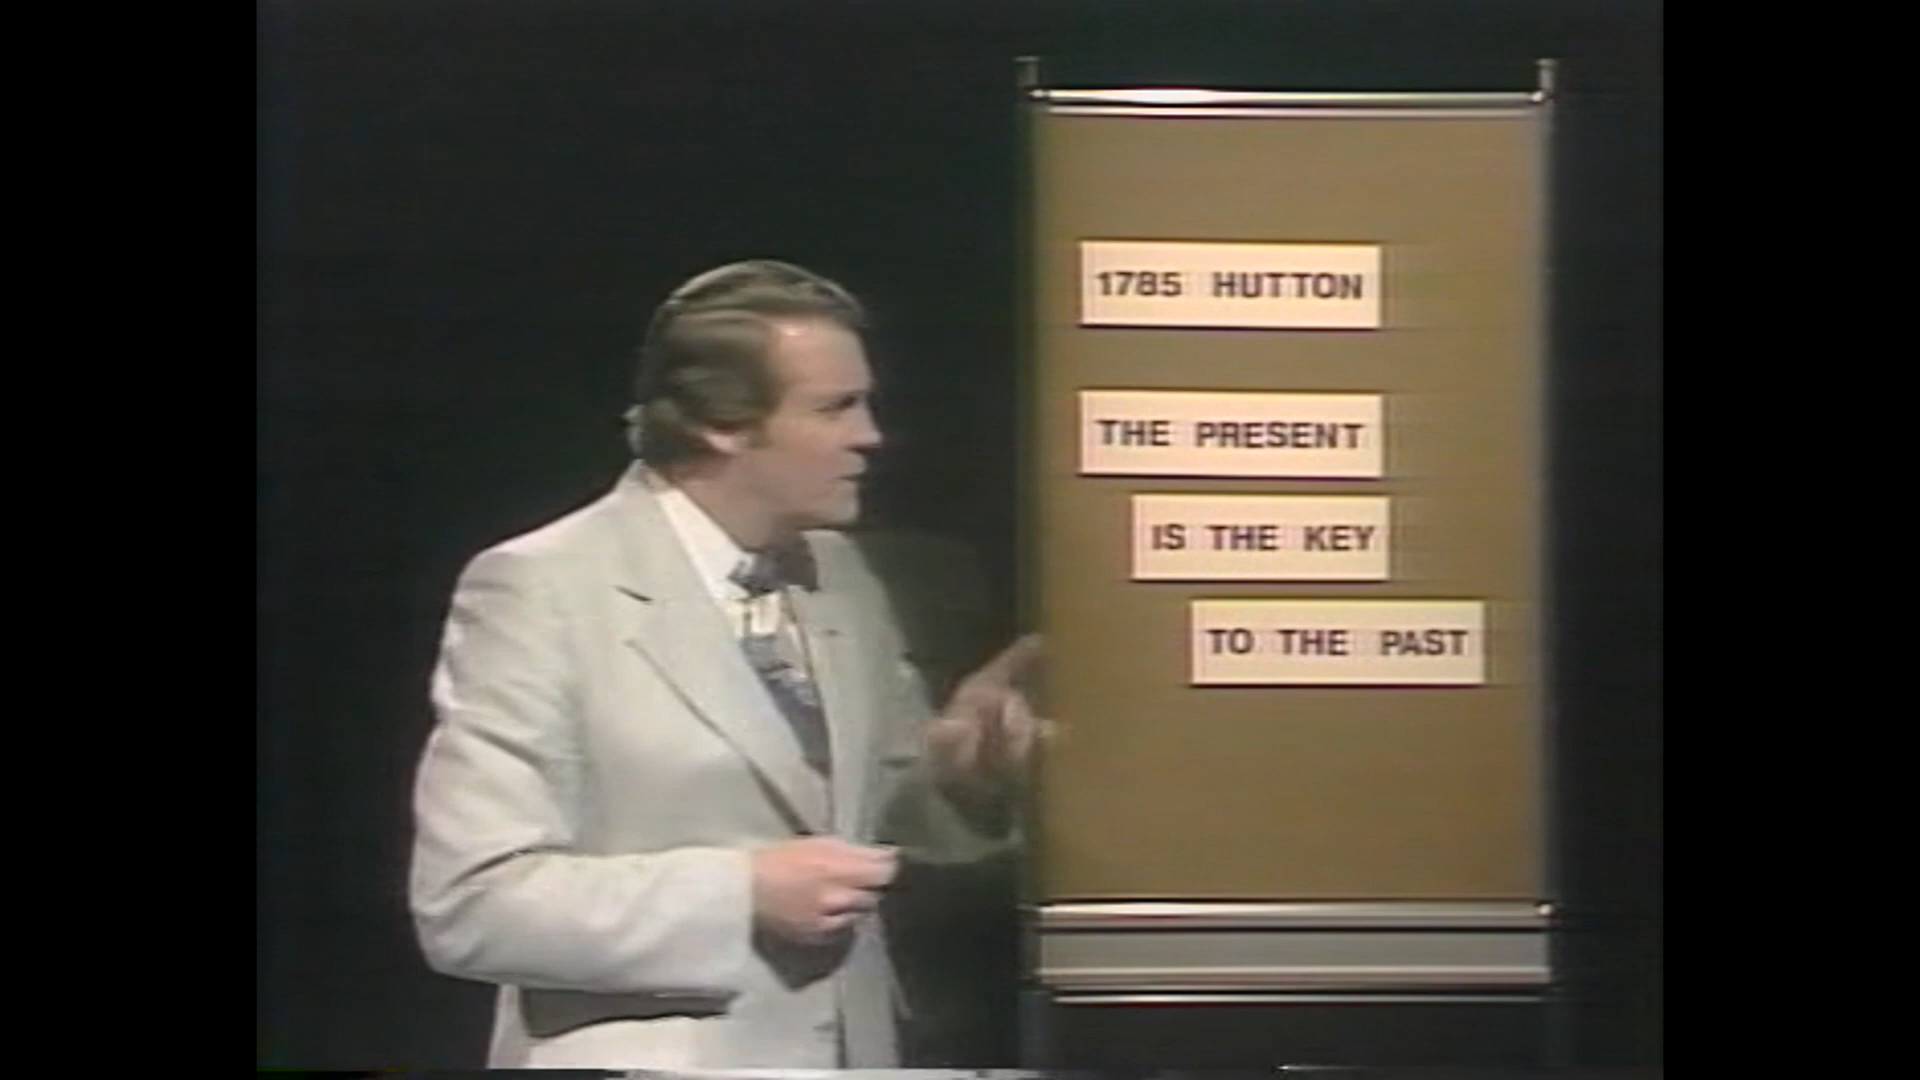 1785 HUTTON
THE PRESENT
IS THE KEY
TO THE PAST